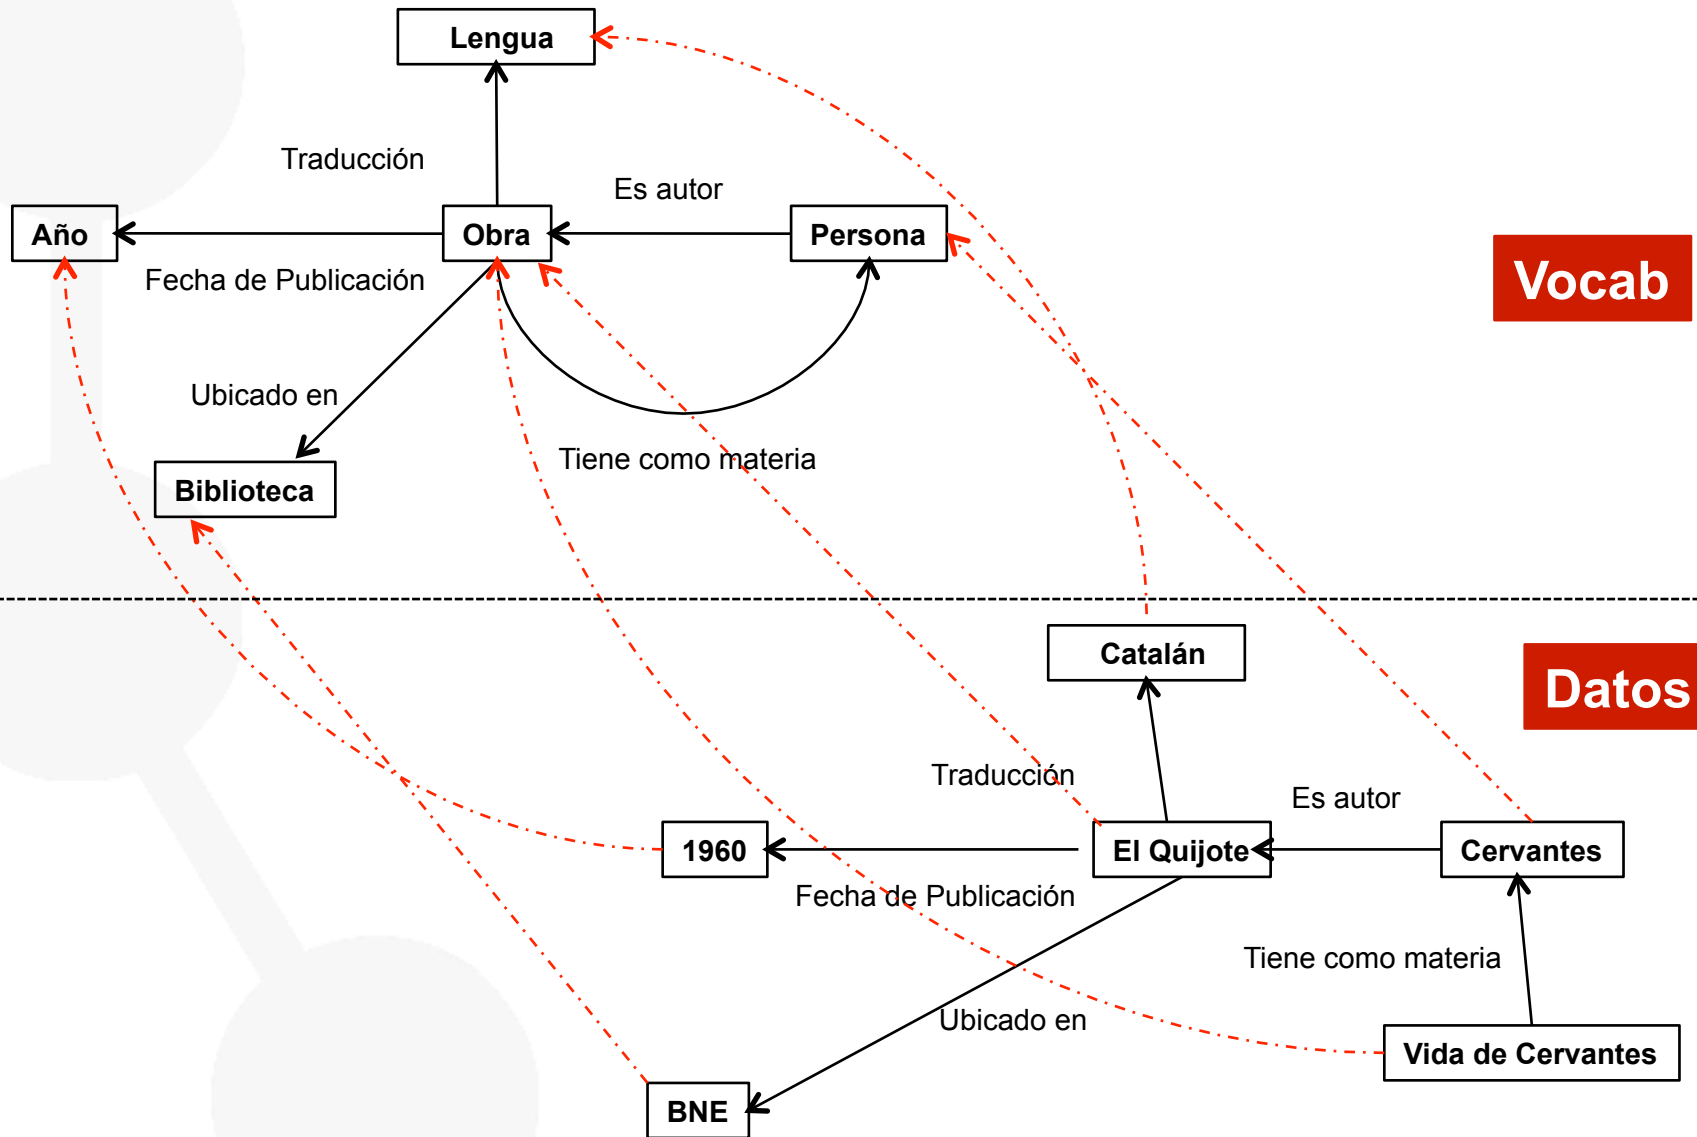 Lengua
Traducción
Es autor
Año
Obra
Persona
Vocab
Fecha de Publicación
Ubicado en
Tiene como materia
Biblioteca
Catalán
Datos
Traducción
Es autor
1960
El Quijote
Cervantes
Fecha de Publicación
Tiene como materia
Ubicado en
Vida de Cervantes
BNE